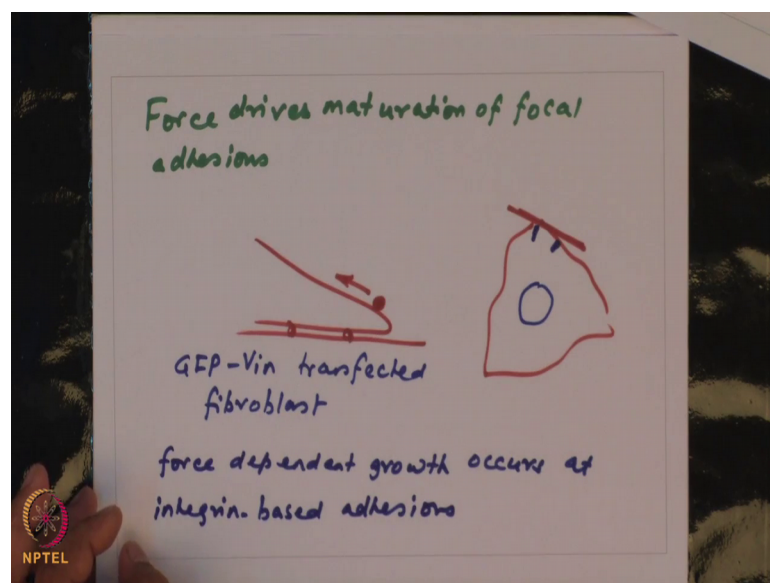 Force drives maturation of focal
adhesions
GFP-Vin transfected
fibroblast
force dependent growth occurs at
integrin-based adhesions
NPTEL